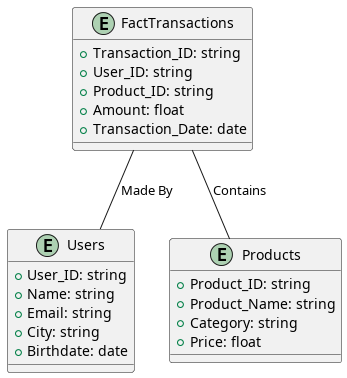 E FactTransactions
Transaction_ID: string
User_ID: string
Product_ID: string
Amount: float
Transaction_Date: date
Made By
Contains
E Users
User_ID: string
Name: string
Email: string
City: string
Birthdate: date
E Products
Product_ID: string
Product_Name: string
Category: string
Price: float